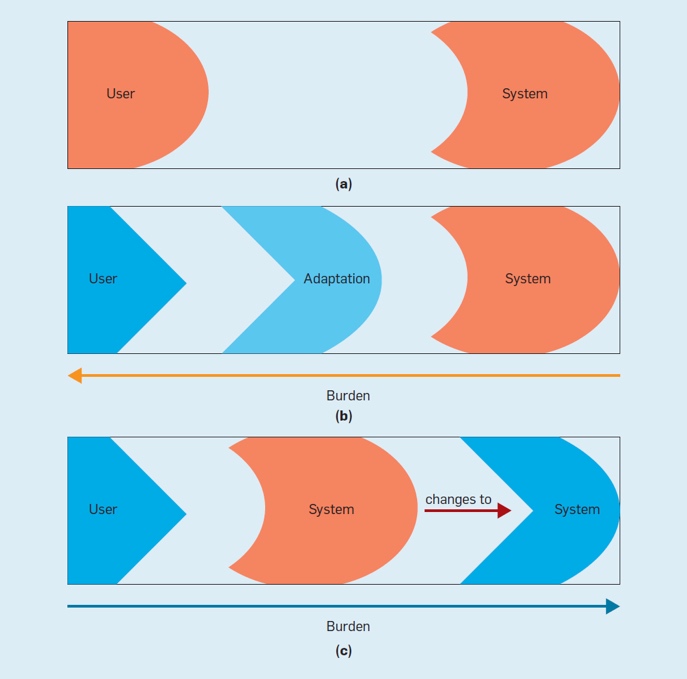 User
System
(a)
User
Adaptation
System
Burden
(b)
User
System
changes to
System
Burden
(c)